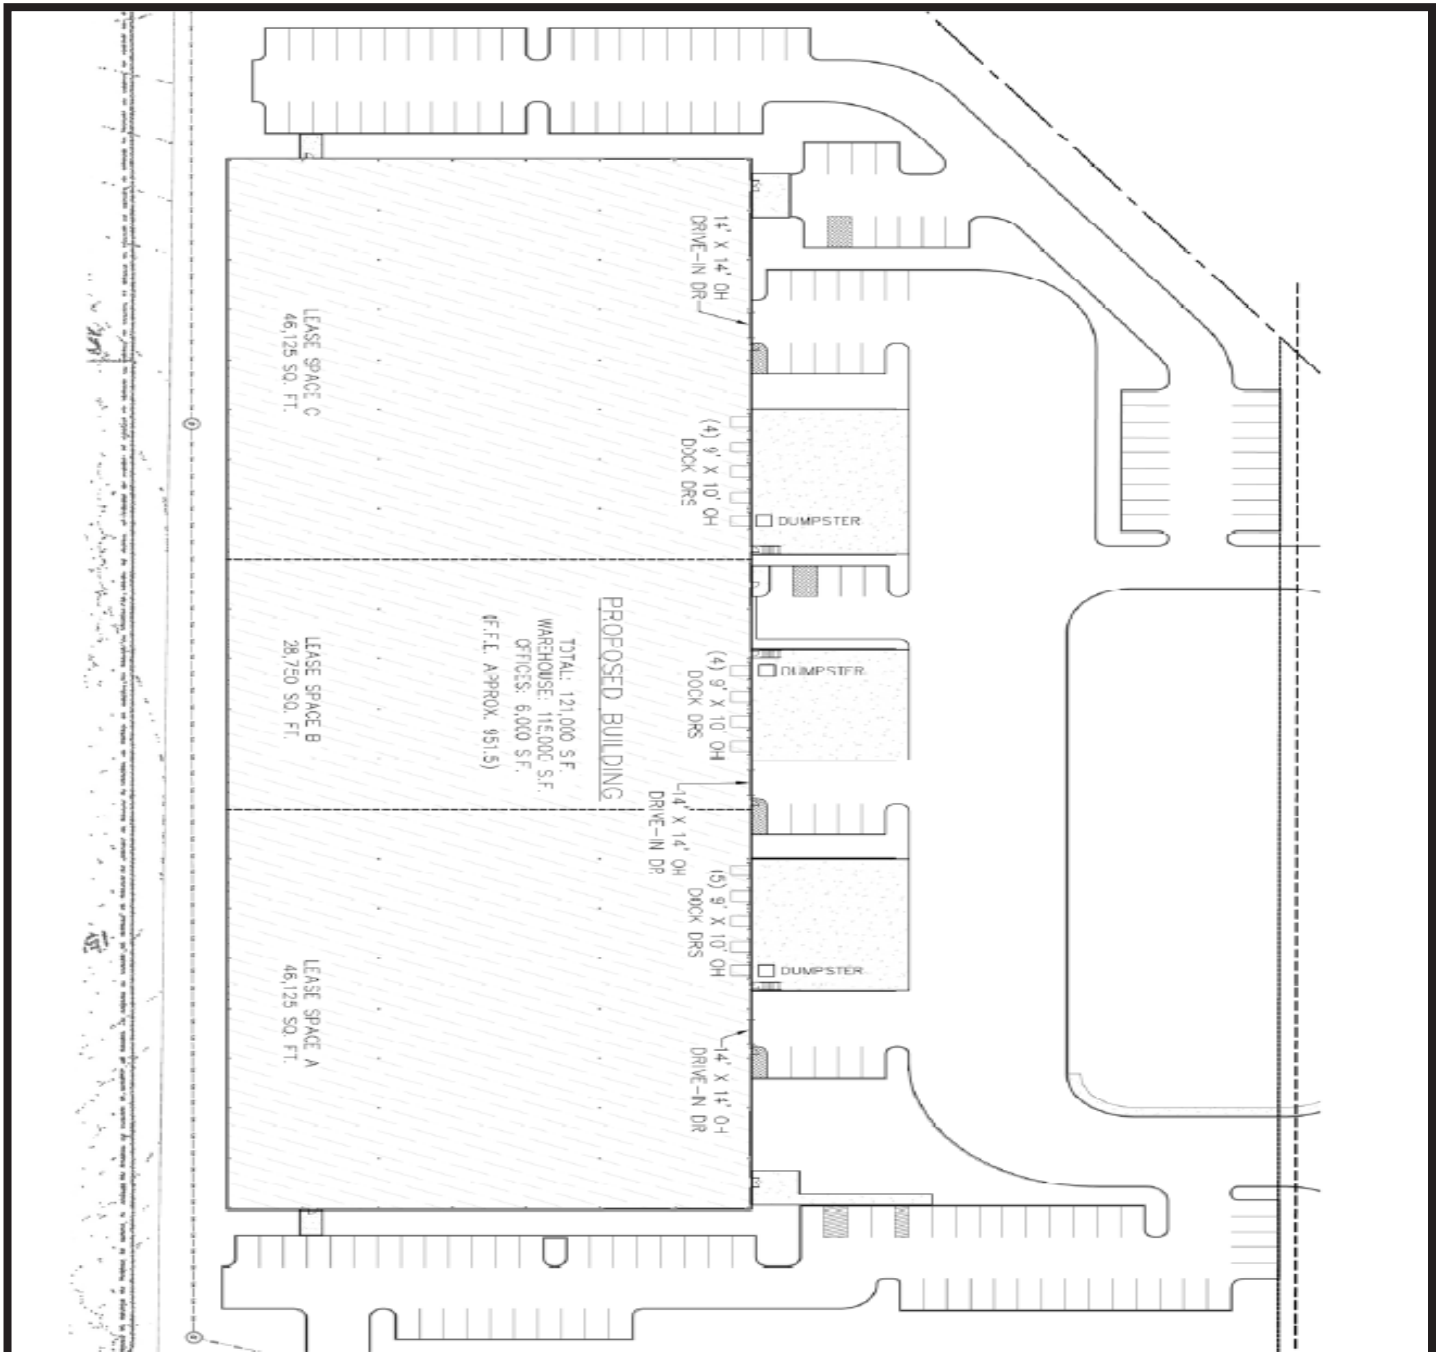 14' X 14' OH
DRIVE-IN DR
LEASE SPACE C
46,125 SQ. FT.
(4) 9' X 10' OH
DOCK DRS
DUMPSTER
PROPOSED BUILDING
TOTAL: 121,000 S.F.
WAREHOUSE: 115,000 S.F.
OFFICES: 6,000 S.F.
(F.F.E. APPROX. 951.5)
LEASE SPACE B
28,750 SQ. FT.
(4) 9' X 10' OH
DOCK DRS
DUMPSTER
14' X 14' OH
DRIVE-IN DR
(5) 9' X 10' OH
DOCK DRS
DUMPSTER
LEASE SPACE A
46,125 SQ. FT.
14' X 14' OH
DRIVE-IN DR